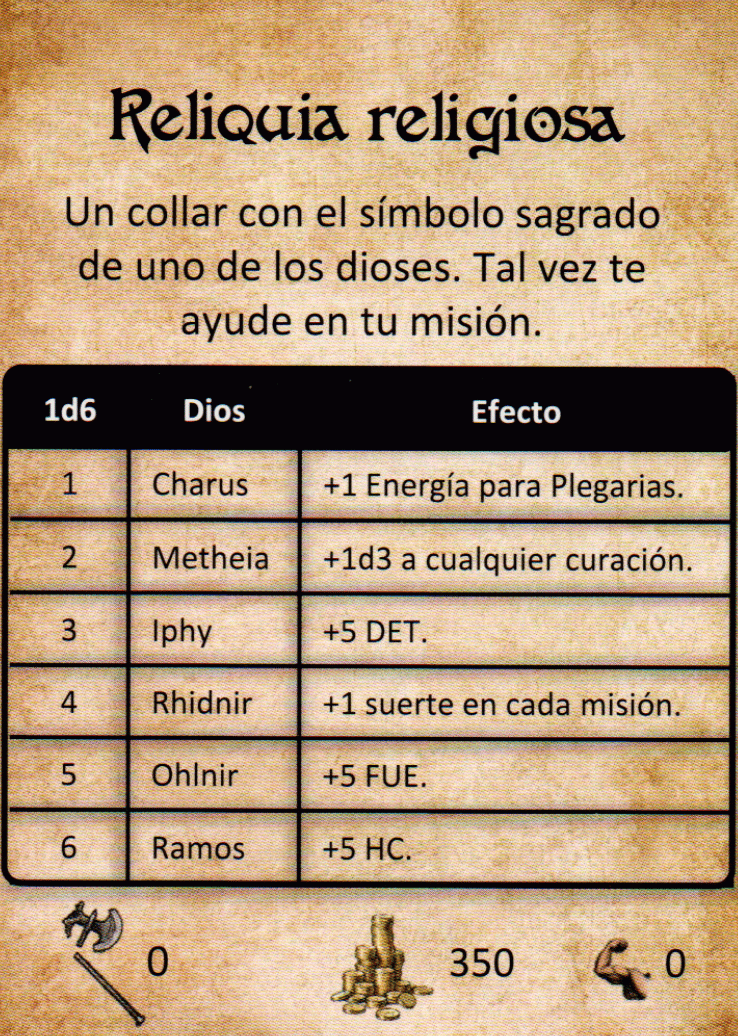 Reliquia religiosa
Un collar con el símbolo sagrado
de uno de los dioses. Tal vez te
ayude en tu misión.
1d6 Dios Efecto
1 Charus +1 Energía para Plegarias.
2 Metheia +1d3 a cualquier curación.
3 Iphy +5 DET.
4 Rhidnir +1 suerte en cada misión.
5 Ohlnir +5 FUE.
6 Ramos +5 HC.
0 350 0